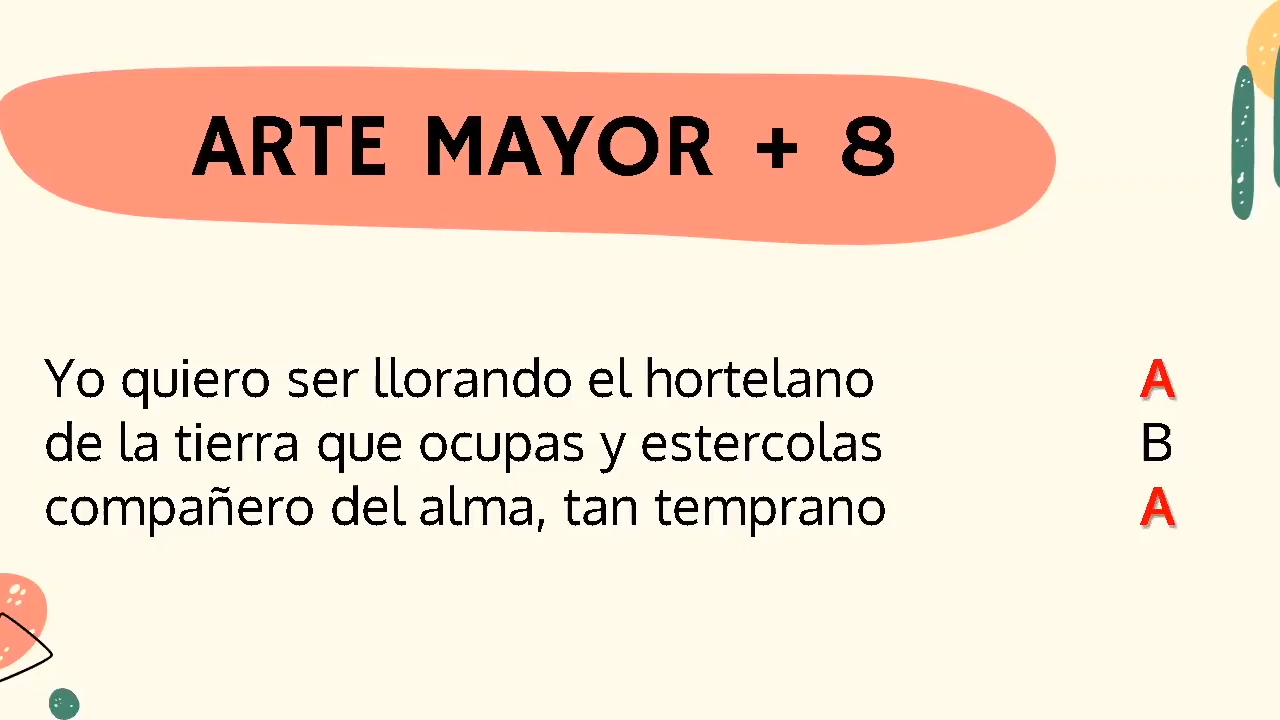 ARTE MAYOR + 8
Yo quiero ser llorando el hortelano A
de la tierra que ocupas y estercolas B
compañero del alma, tan temprano A